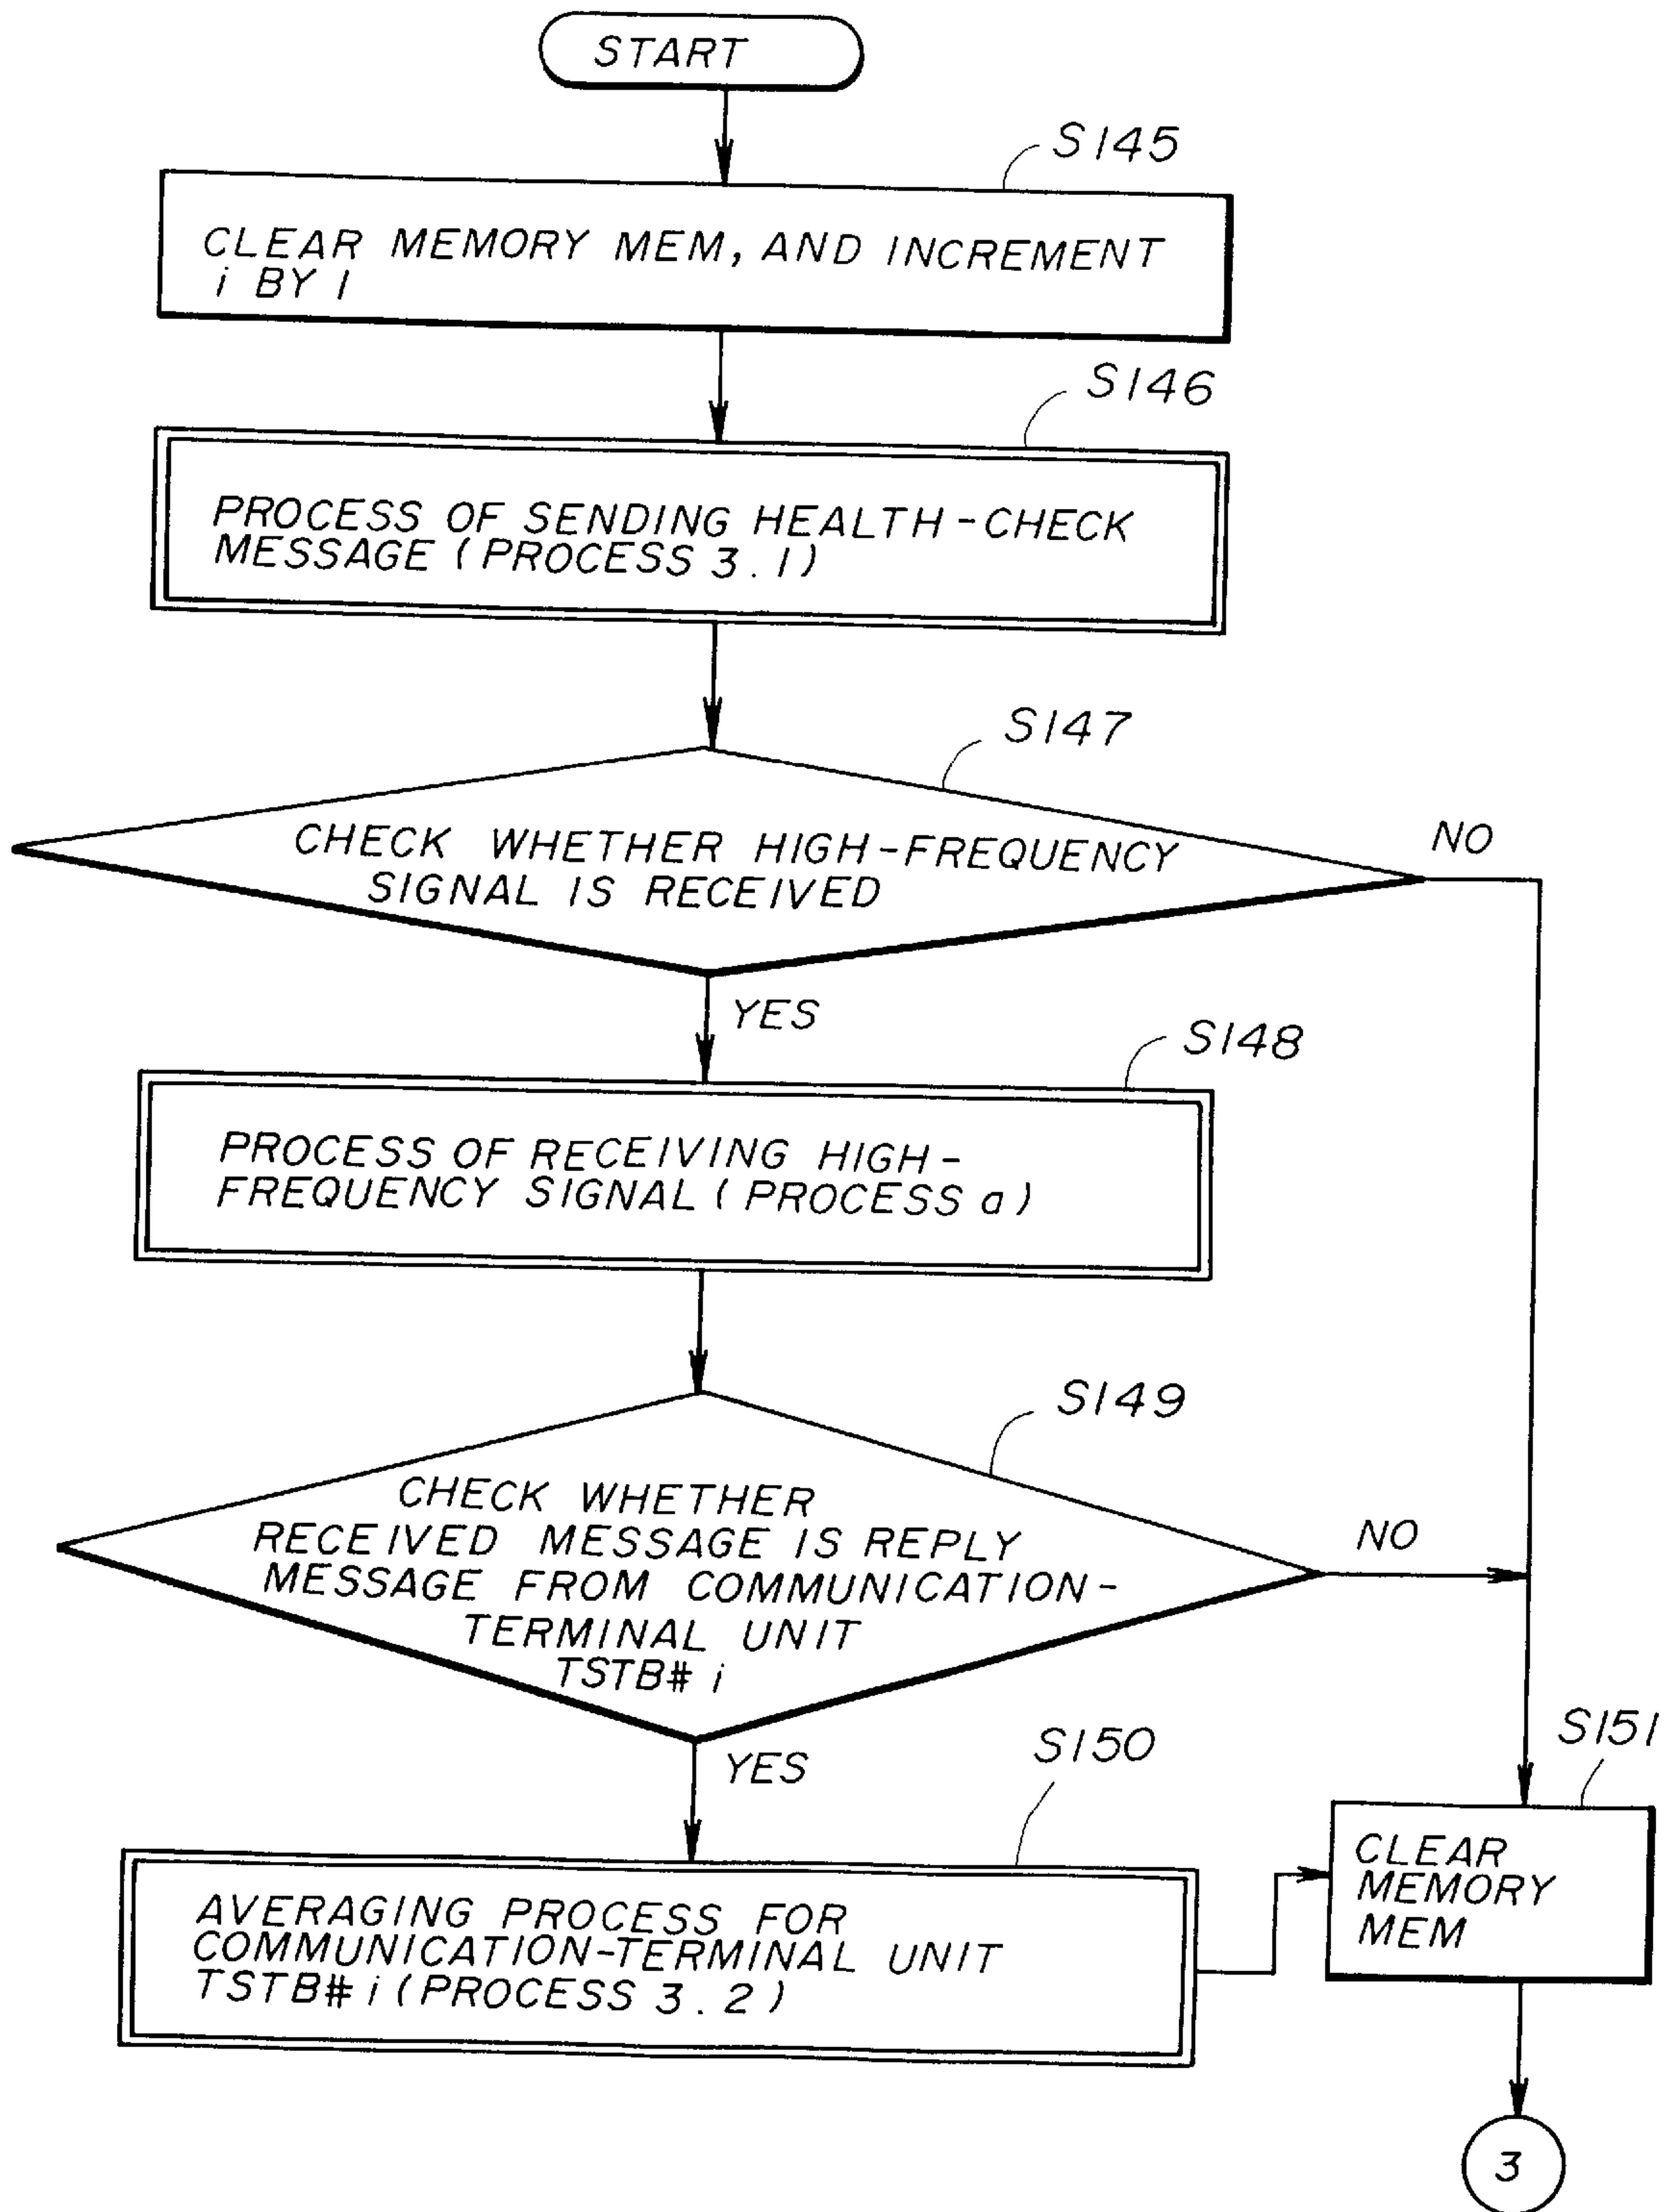 START
S145
CLEAR MEMORY MEM, AND INCREMENT
i BY 1
S146
PROCESS OF SENDING HEALTH-CHECK
MESSAGE (PROCESS 3.1)
S147
CHECK WHETHER HIGH-FREQUENCY
SIGNAL IS RECEIVED
NO
YES
S148
PROCESS OF RECEIVING HIGH-
FREQUENCY SIGNAL (PROCESS a)
S149
CHECK WHETHER
RECEIVED MESSAGE IS REPLY
MESSAGE FROM COMMUNICATION-
TERMINAL UNIT
TSTB# i
NO
YES
S150
AVERAGING PROCESS FOR
COMMUNICATION-TERMINAL UNIT
TSTB# i (PROCESS 3.2)
S151
CLEAR
MEMORY
MEM
3